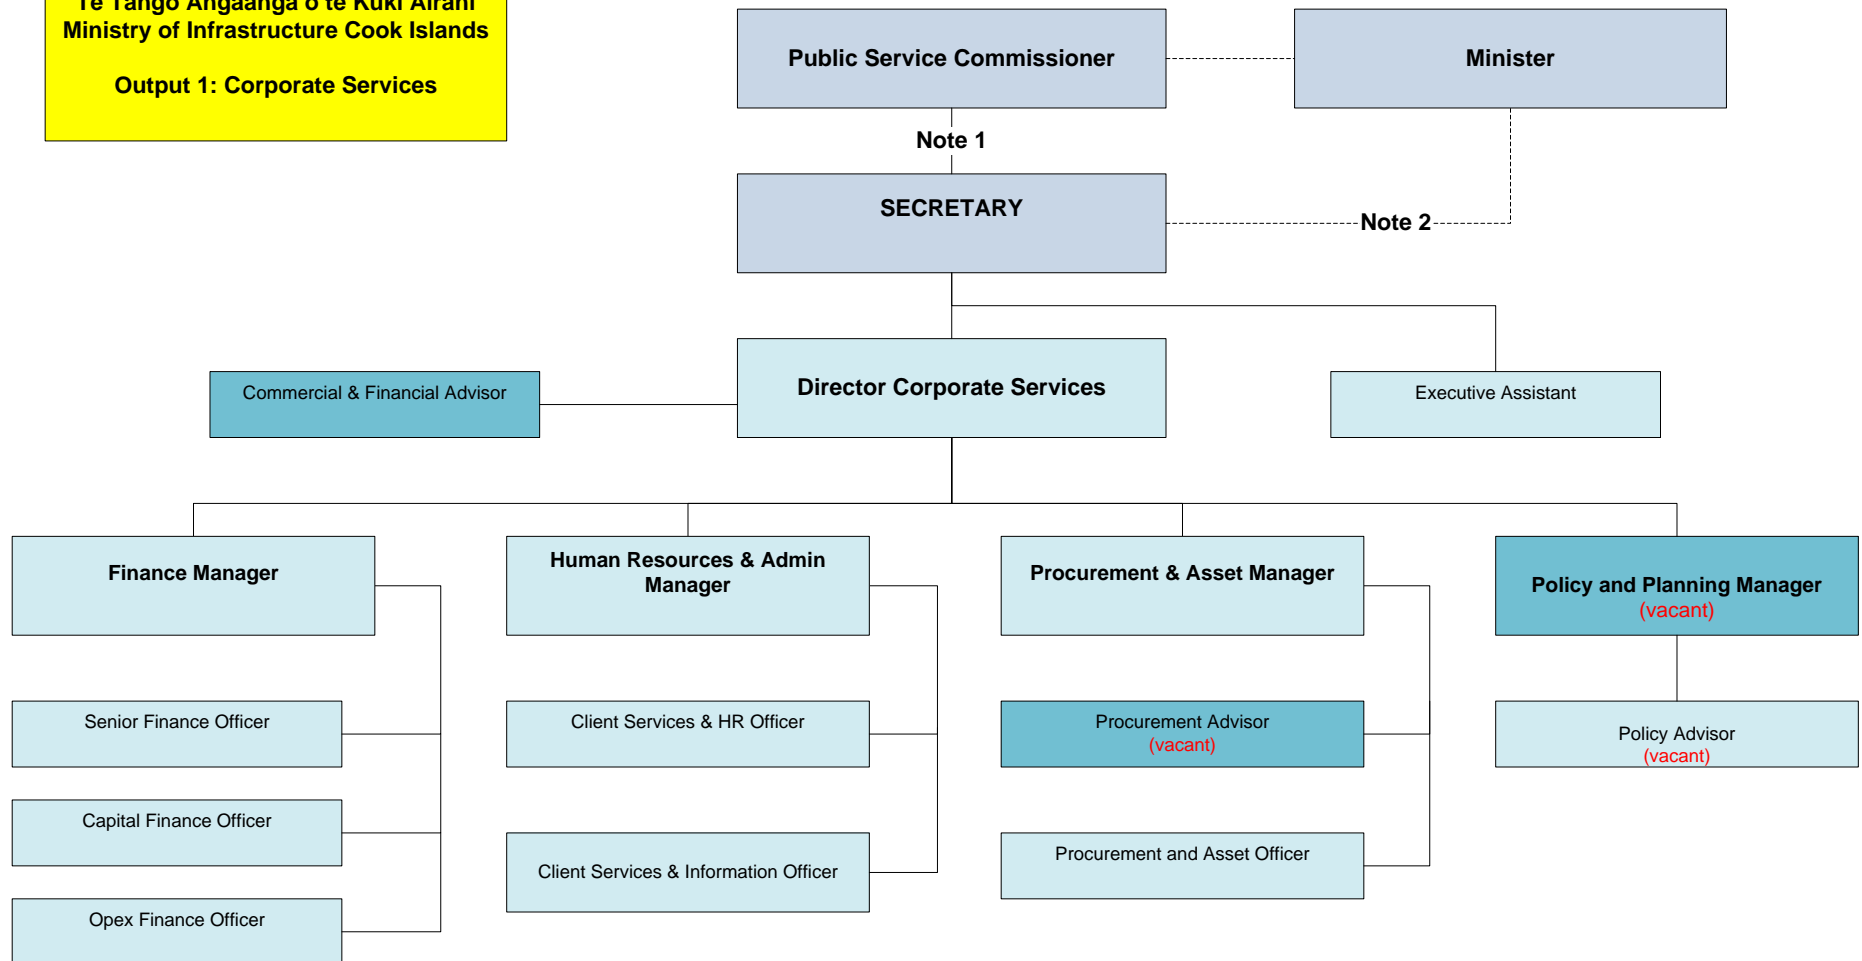 Te Tango Angaanga o te Kuki Airani
Ministry of Infrastructure Cook Islands
Output 1: Corporate Services
Public Service Commissioner
Minister
Note 1
SECRETARY
Note 2
Commercial & Financial Advisor
Director Corporate Services
Executive Assistant
Finance Manager
Human Resources & Admin
Manager
Procurement & Asset Manager
Policy and Planning Manager
(vacant)
Senior Finance Officer
Client Services & HR Officer
Procurement Advisor
(vacant)
Policy Advisor
(vacant)
Capital Finance Officer
Client Services & Information Officer
Procurement and Asset Officer
Opex Finance Officer